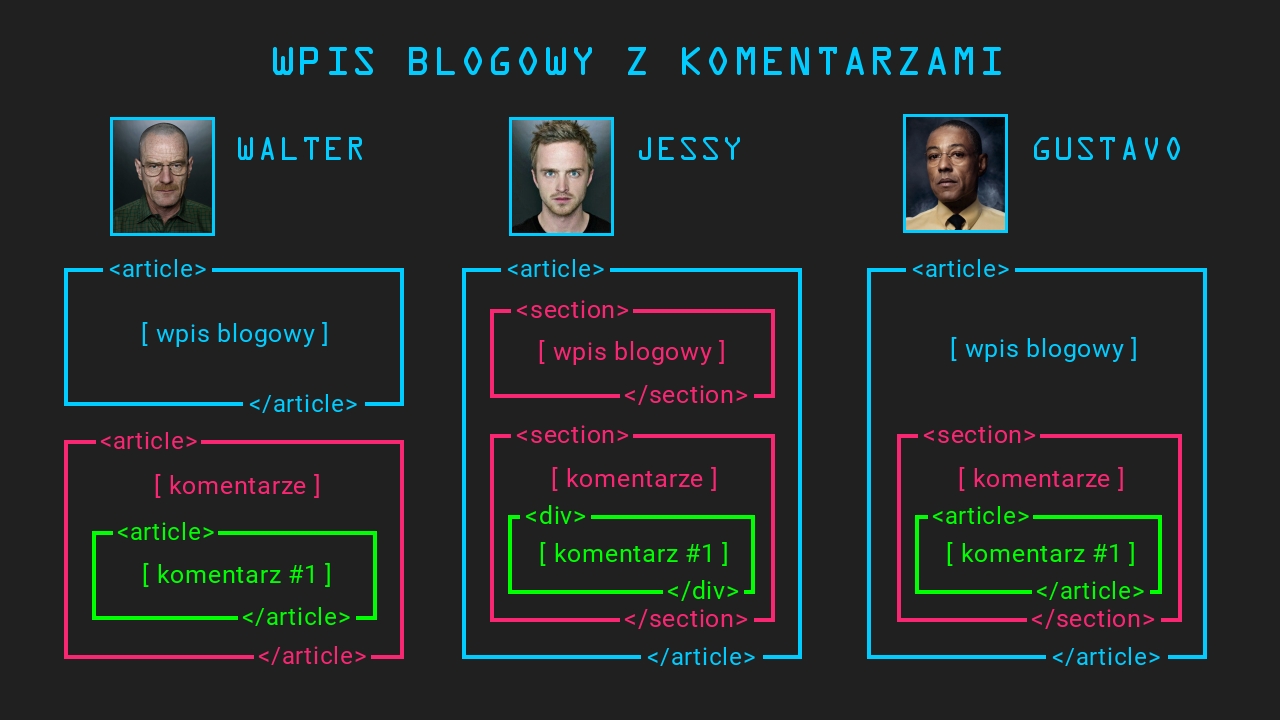 WPIS BLOGOWY Z KOMENTARZAMI
WALTER
<article>
[ wpis blogowy ]
</article>
<article>
[ komentarze ]
<article>
[ komentarz #1 ]
</article>
</article>
JESSY
<article>
<section>
[ wpis blogowy ]
</section>
<section>
[ komentarze ]
<div>
[ komentarz #1 ]
</div>
</section>
</article>
GUSTAVO
<article>
[ wpis blogowy ]
<section>
[ komentarze ]
<article>
[ komentarz #1 ]
</article>
</section>
</article>